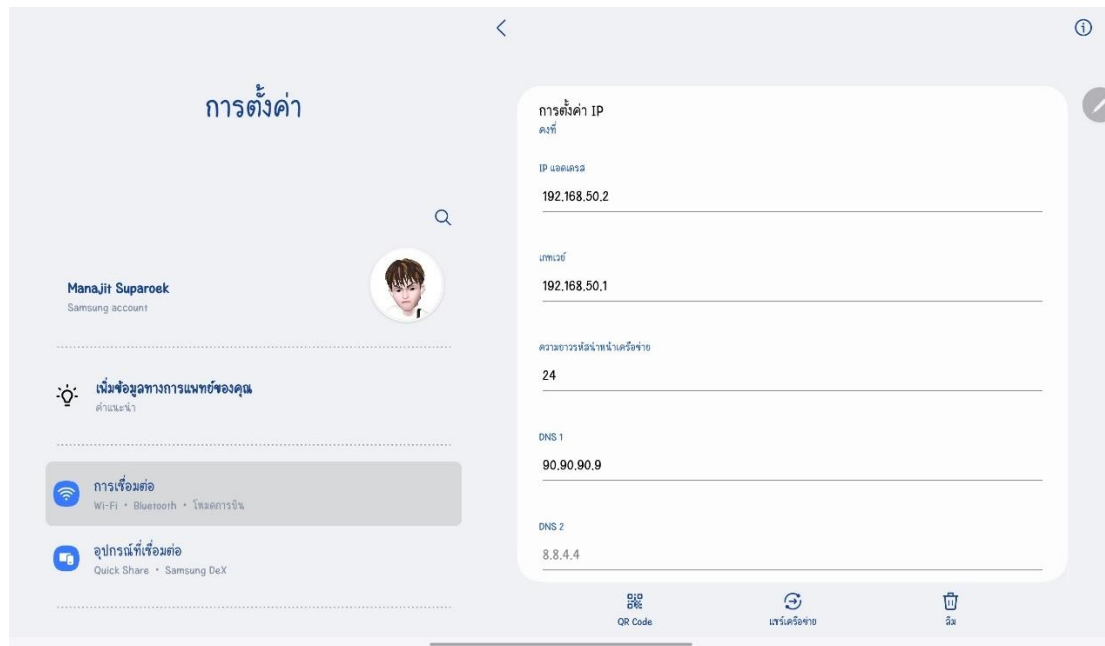 การตั้งค่า
Manajit Suparoek
Samsung account
เพิ่มข้อมูลทางการแพทย์ของคุณ
คำแนะนำ
การเชื่อมต่อ
Wi-Fi • Bluetooth • โหมดการบิน
อุปกรณ์ที่เชื่อมต่อ
Quick Share • Samsung DeX
การตั้งค่า IP
คงที่
IP แอดเดรส
192.168.50.2
เกทเวย์
192.168.50.1
ความยาวรหัสนำหน้าเครือข่าย
24
DNS 1
90.90.90.9
DNS 2
8.8.4.4
QR Code
แชร์เครือข่าย
ลืม